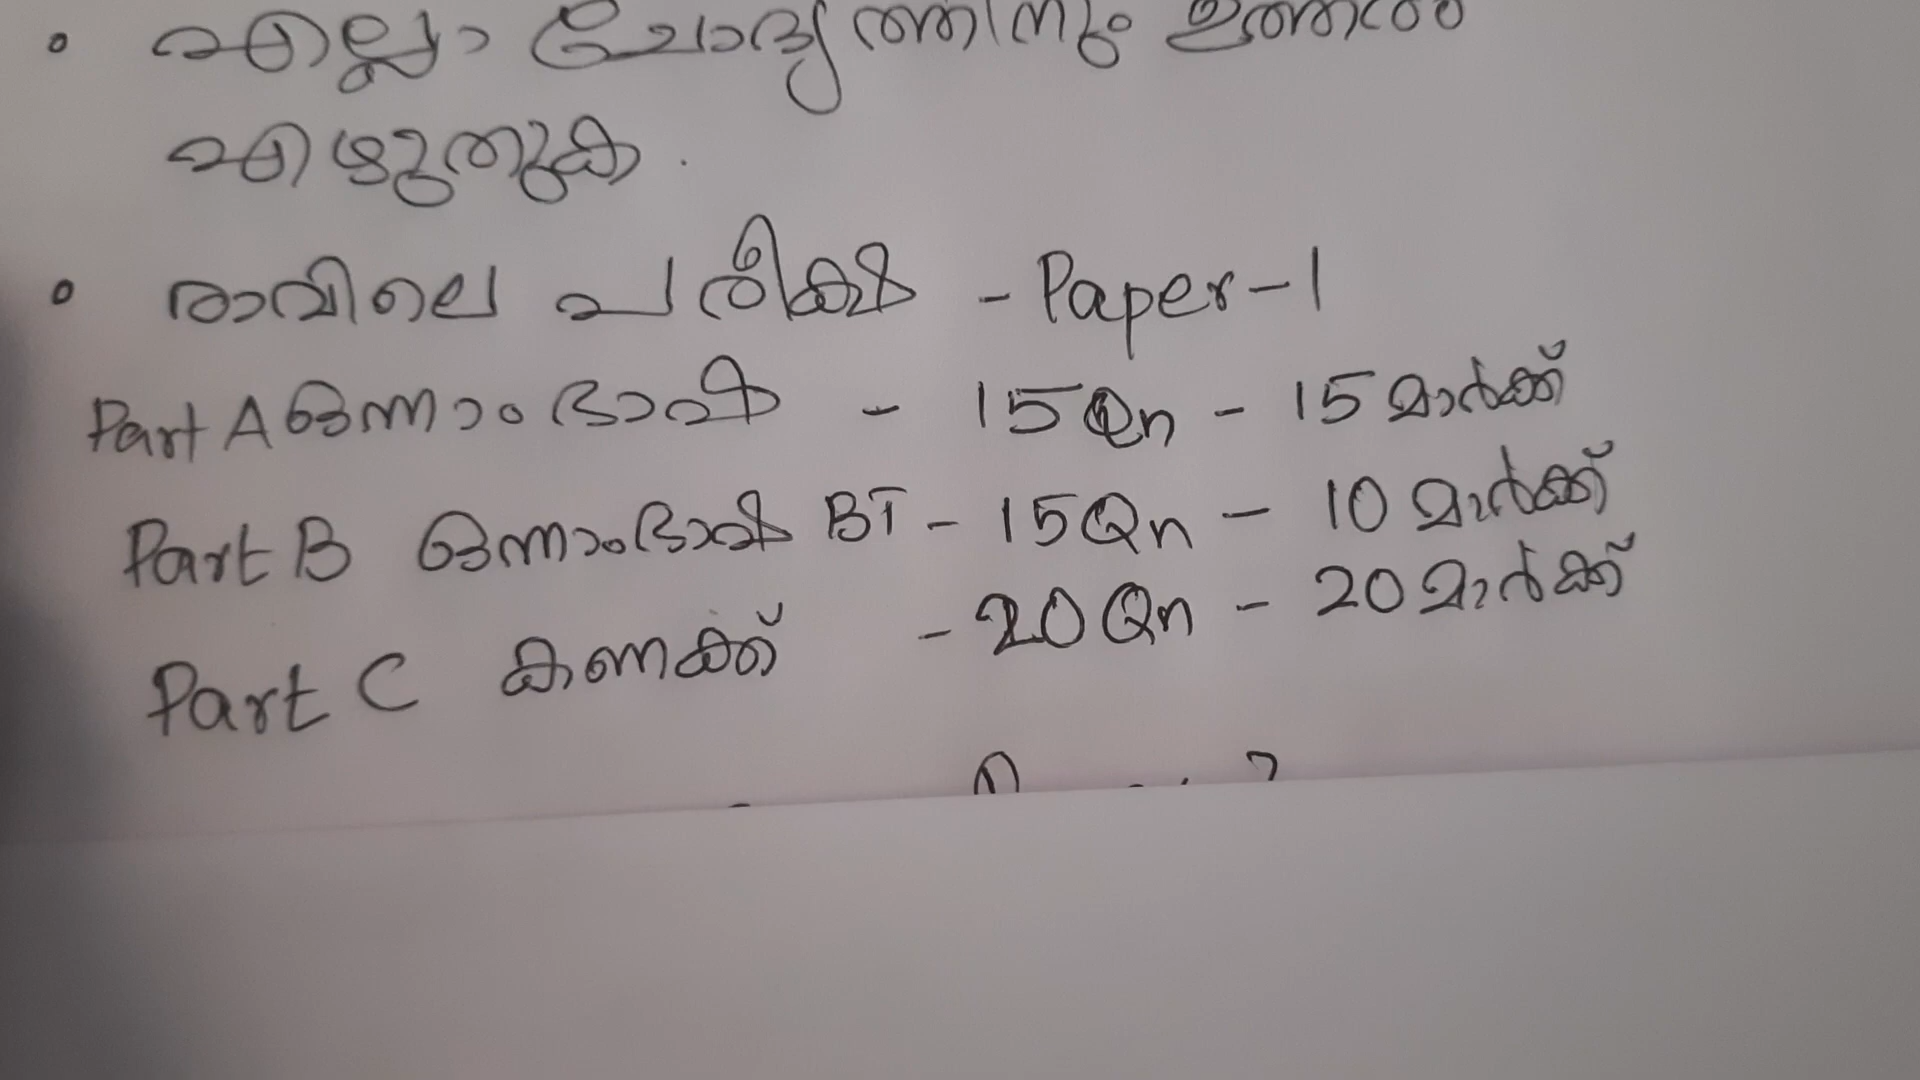 • എല്ലാ ചോദ്യത്തിനും ഉത്തരം
എഴുതുക .
• രാവിലെ പരീക്ഷ - Paper-1
Part A ഒന്നാം ഭാഷ - 15 Qn - 15 മാർക്ക്
Part B ഒന്നാം ഭാഷ BT - 15 Qn - 10 മാർക്ക്
Part C കണക്ക് - 20 Qn - 20 മാർക്ക്